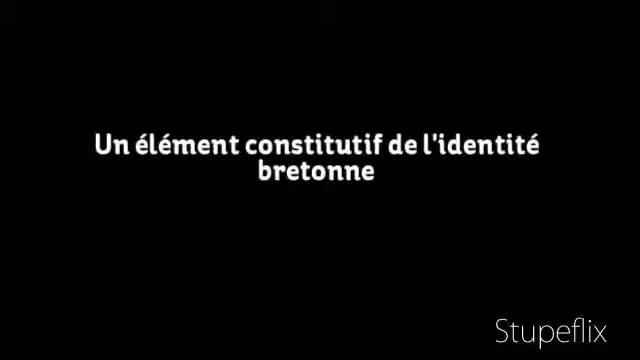 Un élément constitutif de l'identité
bretonne
Stupeflix